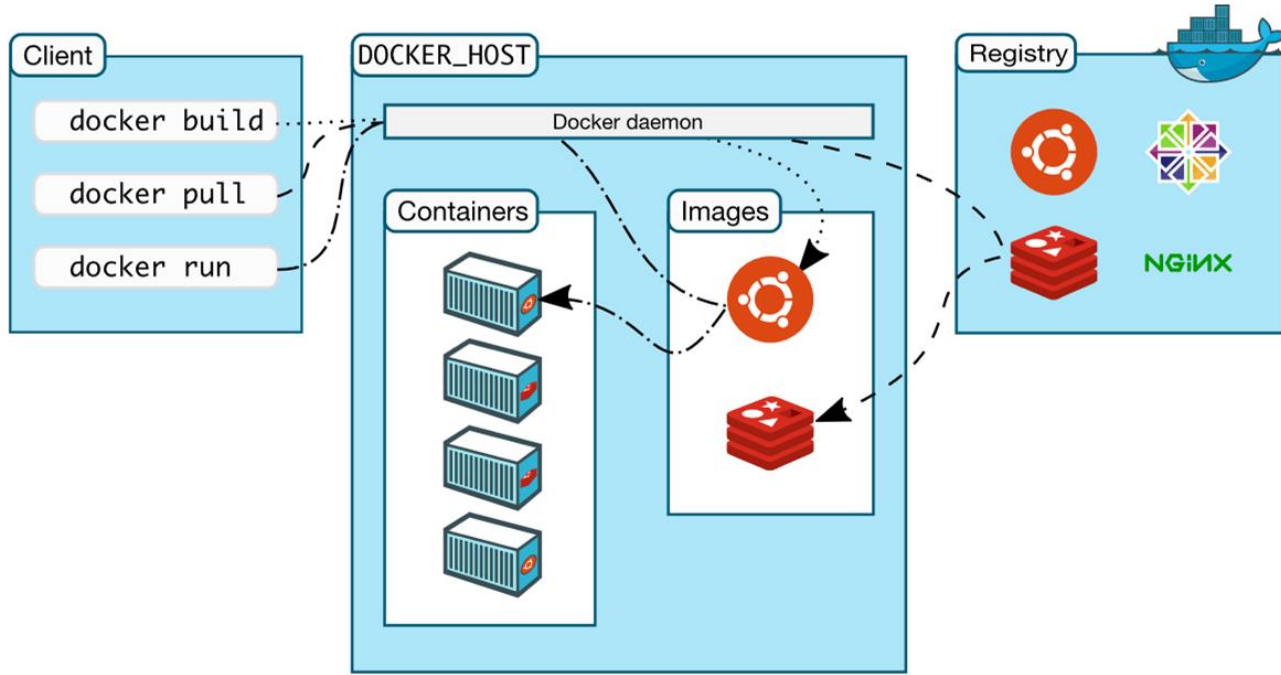 Client
docker build
docker pull
docker run
DOCKER_HOST
Docker daemon
Containers
Images
Registry
NGINX